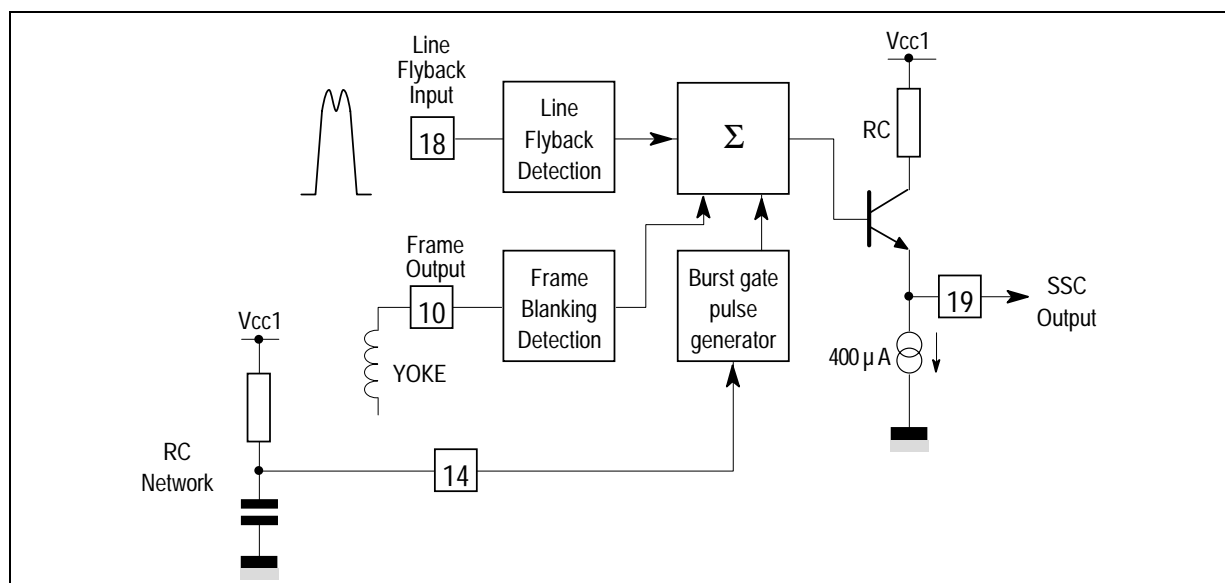 Line
Flyback
Input
18
Line
Flyback
Detection
Σ
Vcc1
RC
Frame
Output
10
Frame
Blanking
Detection
Burst gate
pulse
generator
19
SSC
Output
400 µ A
Vcc1
YOKE
RC
Network
14